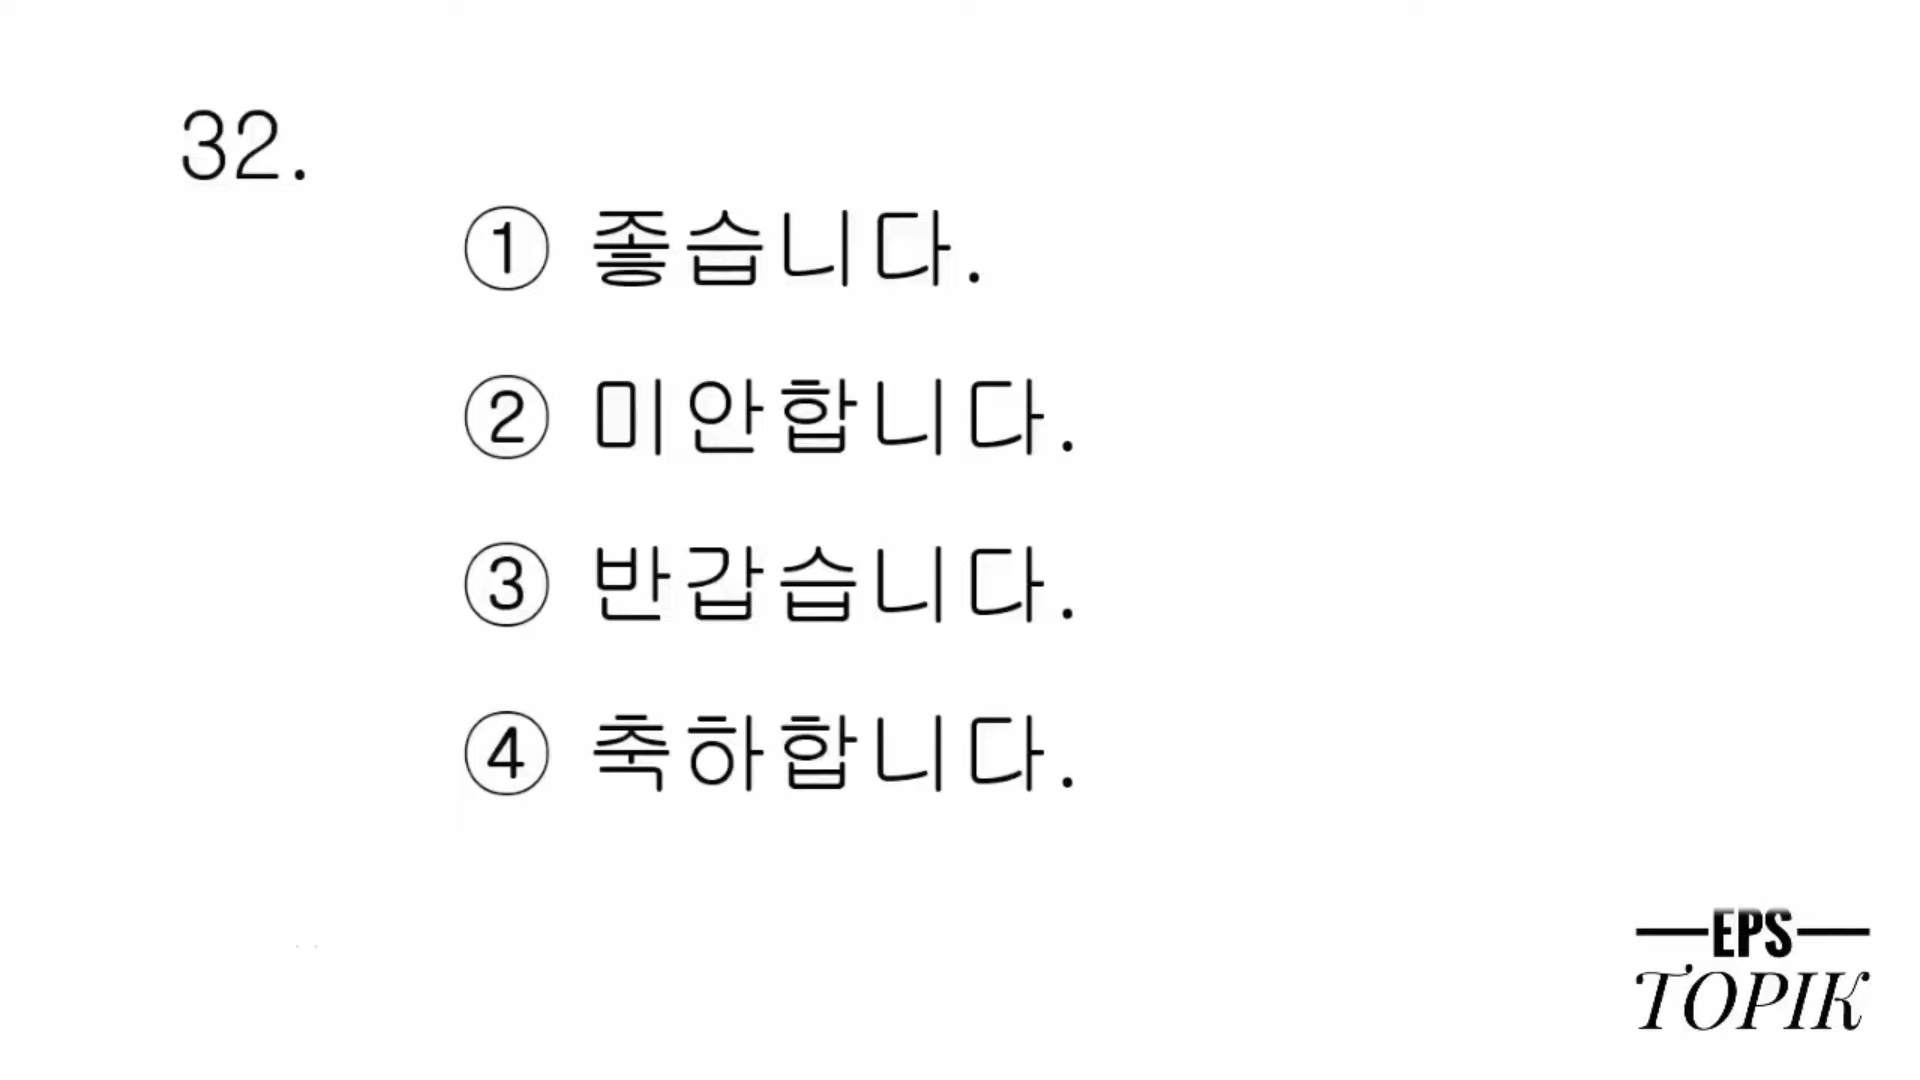 32.
① 좋습니다.
② 미안합니다.
③ 반갑습니다.
④ 축하합니다.
EPS
TOPIK